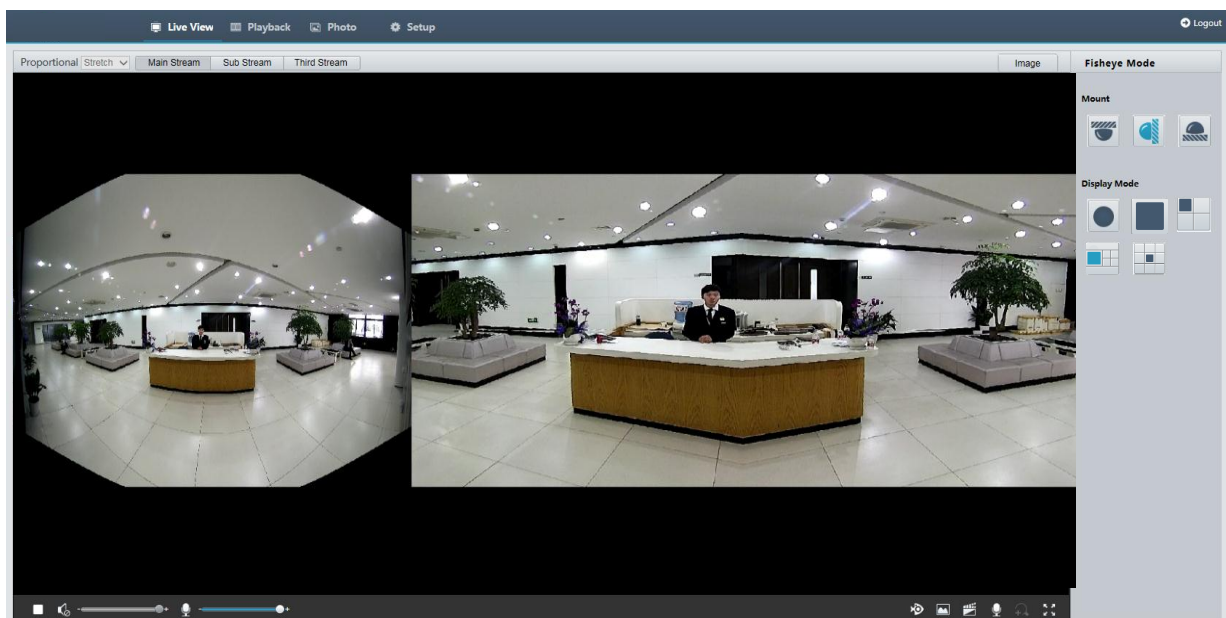 Live View Playback Photo Setup Logout
Proportional Stretch Main Stream Sub Stream Third Stream Image Fisheye Mode
Mount
Display Mode